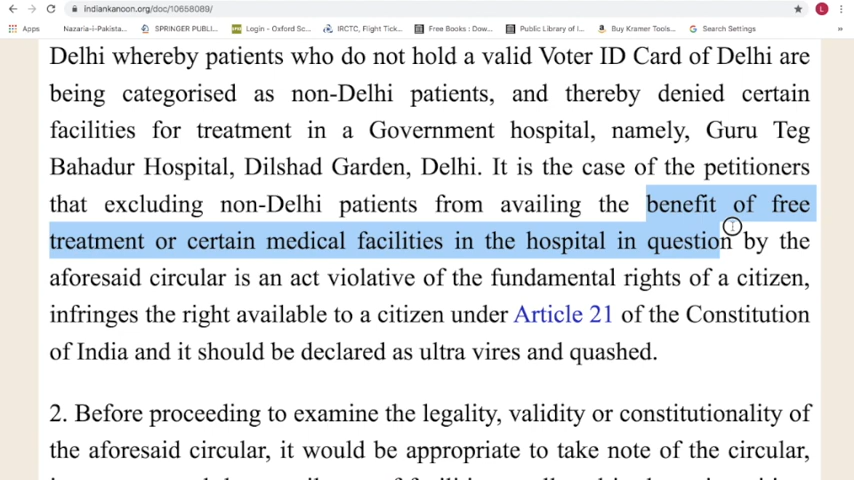 indiankanoon.org/doc/10658089/
Apps Nazaria-i-Pakista... SPRINGER PUBLI... Login - Oxford Sc... IRCTC, Flight Tick... Free Books : Dow... Public Library of I... Buy Kramer Tools... Search Settings »
Delhi whereby patients who do not hold a valid Voter ID Card of Delhi are
being categorised as non-Delhi patients, and thereby denied certain
facilities for treatment in a Government hospital, namely, Guru Teg
Bahadur Hospital, Dilshad Garden, Delhi. It is the case of the petitioners
that excluding non-Delhi patients from availing the benefit of free
treatment or certain medical facilities in the hospital in question by the
aforesaid circular is an act violative of the fundamental rights of a citizen,
infringes the right available to a citizen under Article 21 of the Constitution
of India and it should be declared as ultra vires and quashed.
2. Before proceeding to examine the legality, validity or constitutionality of
the aforesaid circular, it would be appropriate to take note of the circular,